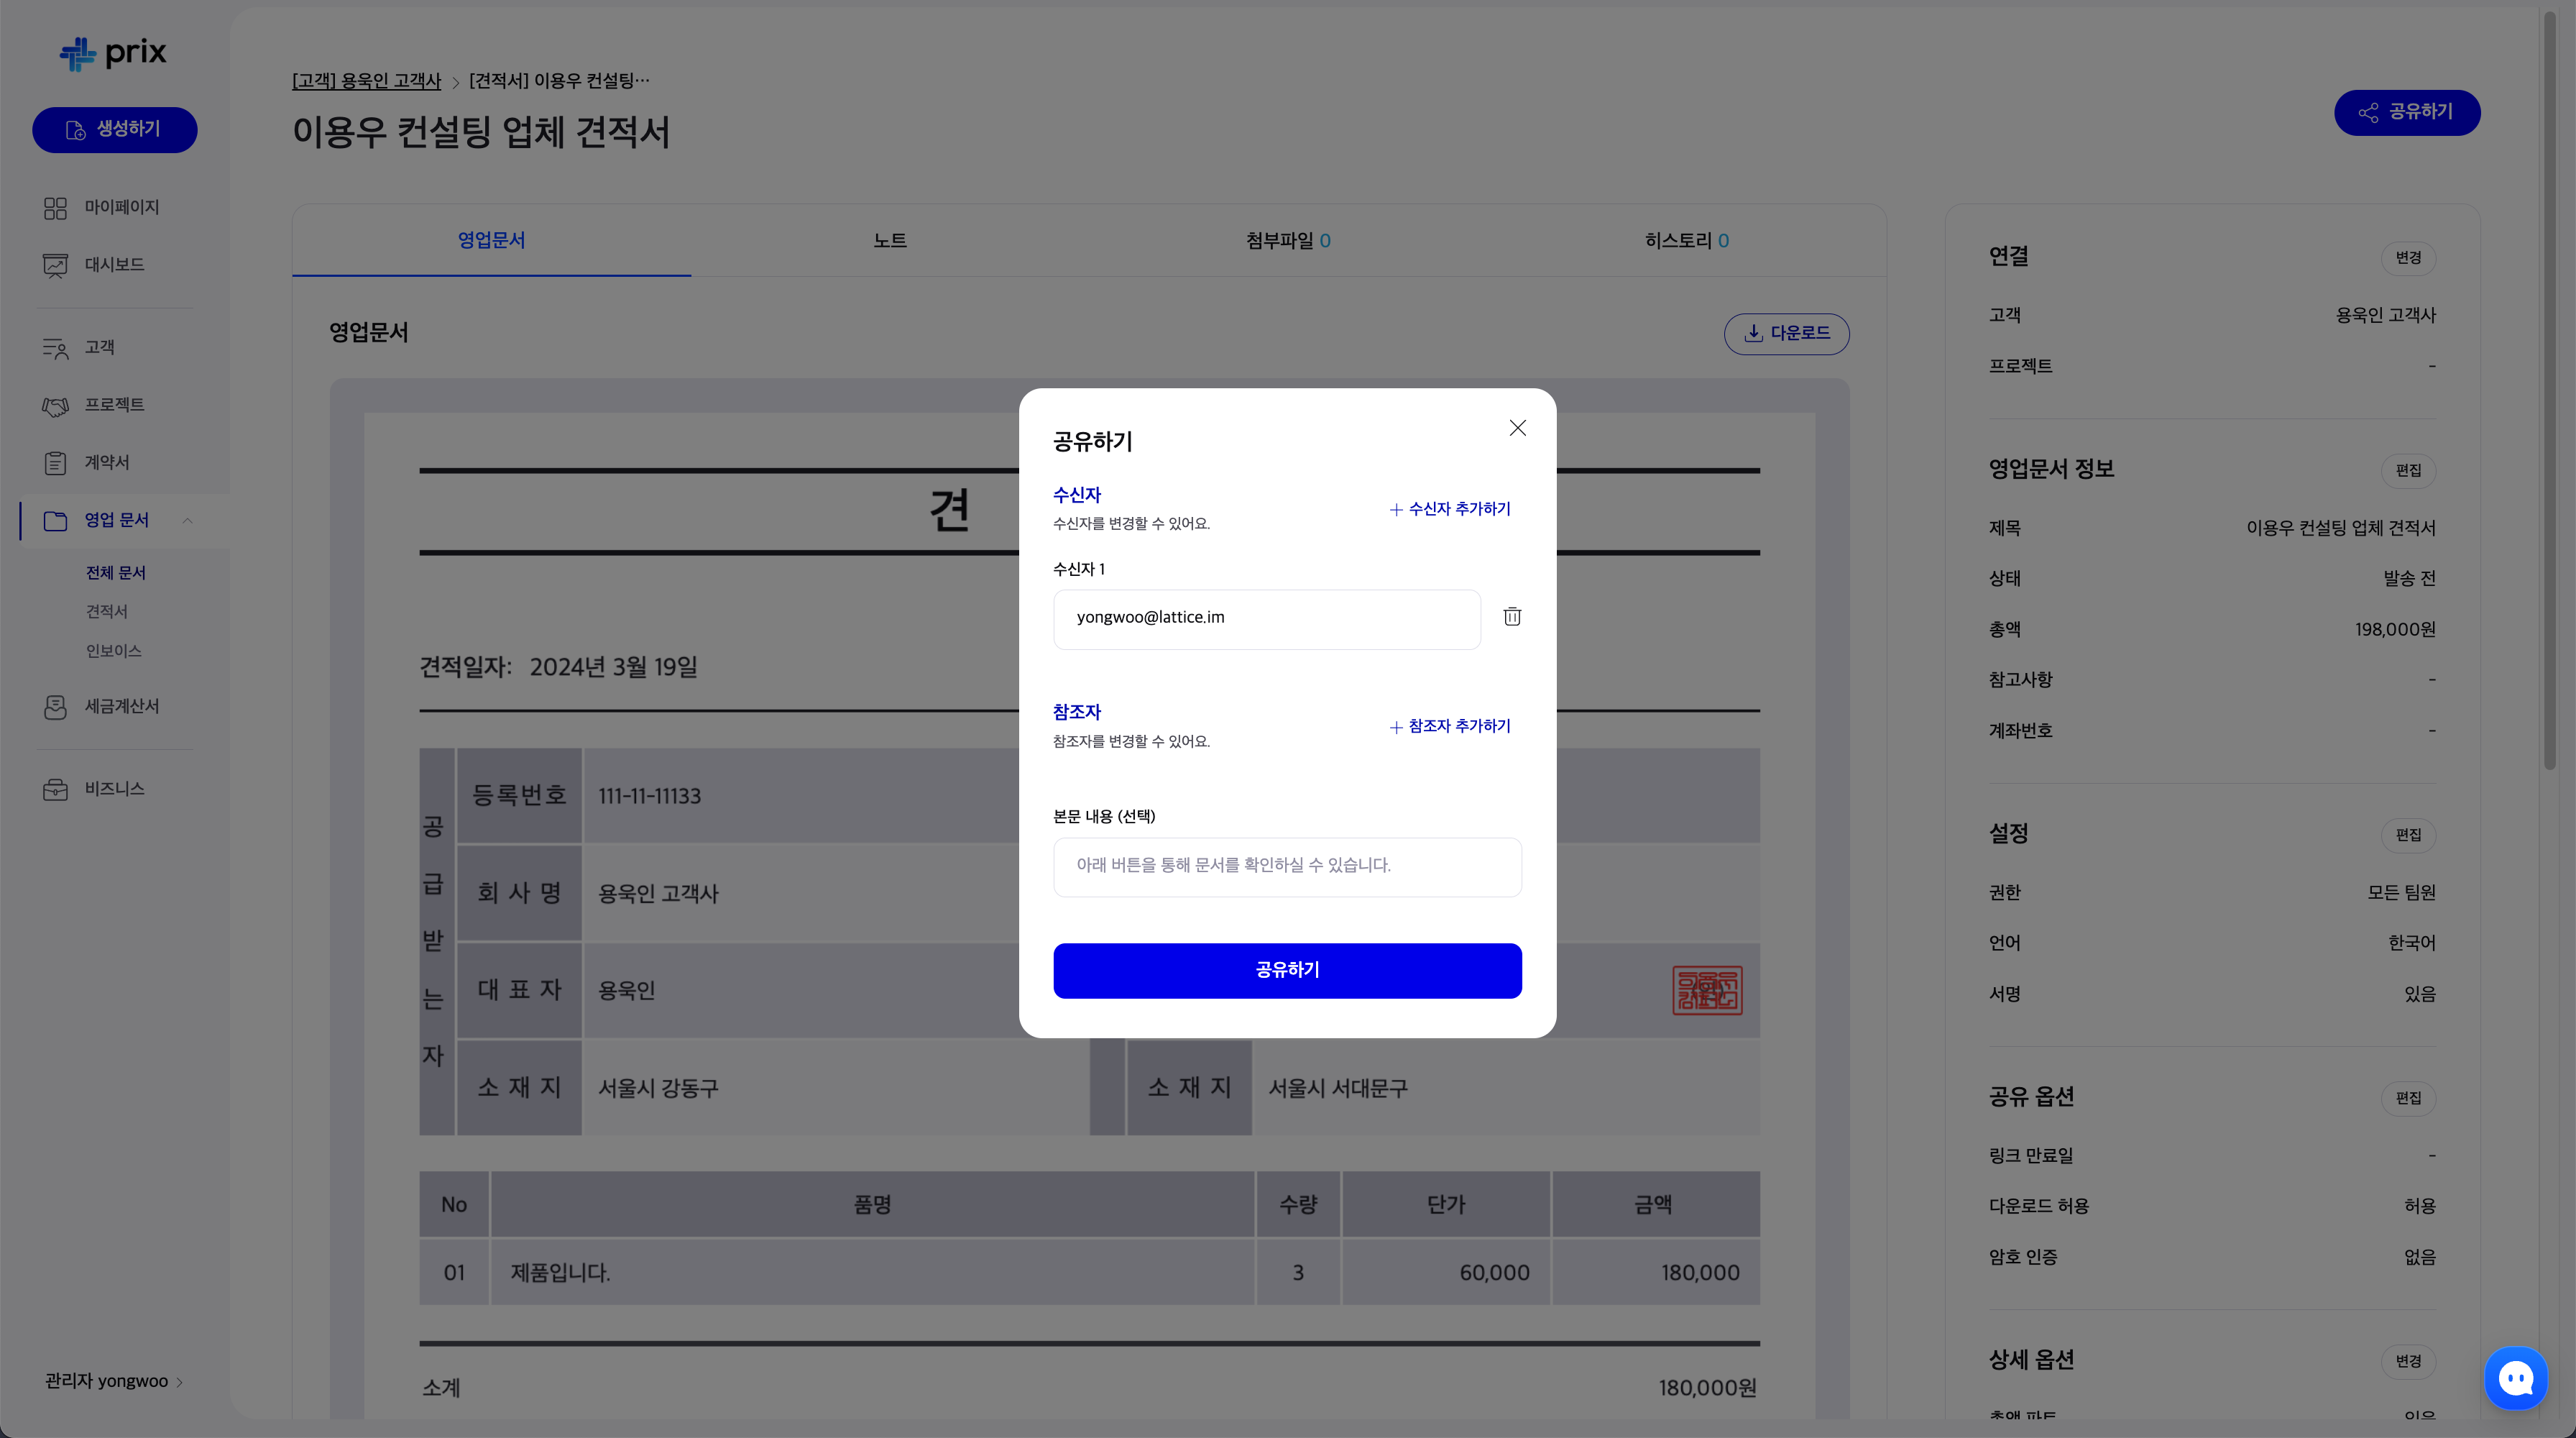 prix
생성하기
마이페이지
대시보드
고객
프로젝트
계약서
영업 문서
전체 문서
견적서
인보이스
세금계산서
비즈니스
관리자 yongwoo
[고객] 용욱인 고객사 > [견적서] 이용우 컨설팅…
이용우 컨설팅 업체 견적서
공유하기
영업문서 노트 첨부파일 0 히스토리 0
영업문서
다운로드
견
견적일자: 2024년 3월 19일
공급받는자
등록번호 111-11-11133
회 사 명 용욱인 고객사
대 표 자 용욱인
소 재 지 서울시 강동구
소 재 지 서울시 서대문구
No 품명 수량 단가 금액
01 제품입니다. 3 60,000 180,000
소계 180,000원
공유하기
수신자
수신자를 변경할 수 있어요.
+ 수신자 추가하기
수신자 1
yongwoo@lattice.im
참조자
참조자를 변경할 수 있어요.
+ 참조자 추가하기
본문 내용 (선택)
아래 버튼을 통해 문서를 확인하실 수 있습니다.
공유하기
연결 변경
고객 용욱인 고객사
프로젝트 -
영업문서 정보 편집
제목 이용우 컨설팅 업체 견적서
상태 발송 전
총액 198,000원
참고사항 -
계좌번호 -
설정 편집
권한 모든 팀원
언어 한국어
서명 있음
공유 옵션 편집
링크 만료일 -
다운로드 허용 허용
암호 인증 없음
상세 옵션 변경